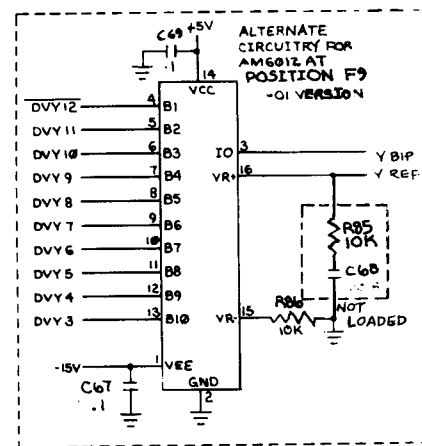 +5V
C69
.1
ALTERNATE
CIRCUITRY FOR
AM6012 AT
POSITION F9
-01 VERSION
14
VCC
DVY12 4 B1
DVY11 5 B2
DVY10 6 B3
DVY9 7 B4
DVY8 8 B5
DVY7 9 B6
DVY6 10 B7
DVY5 11 B8
DVY4 12 B9
DVY3 13 B10
IO 3 Y BIP
VR+ 16 Y REF
R85
10K
C68
NOT
LOADED
VR- 15 R86
10K
-15V 1 VEE
C67
.1
GND
2